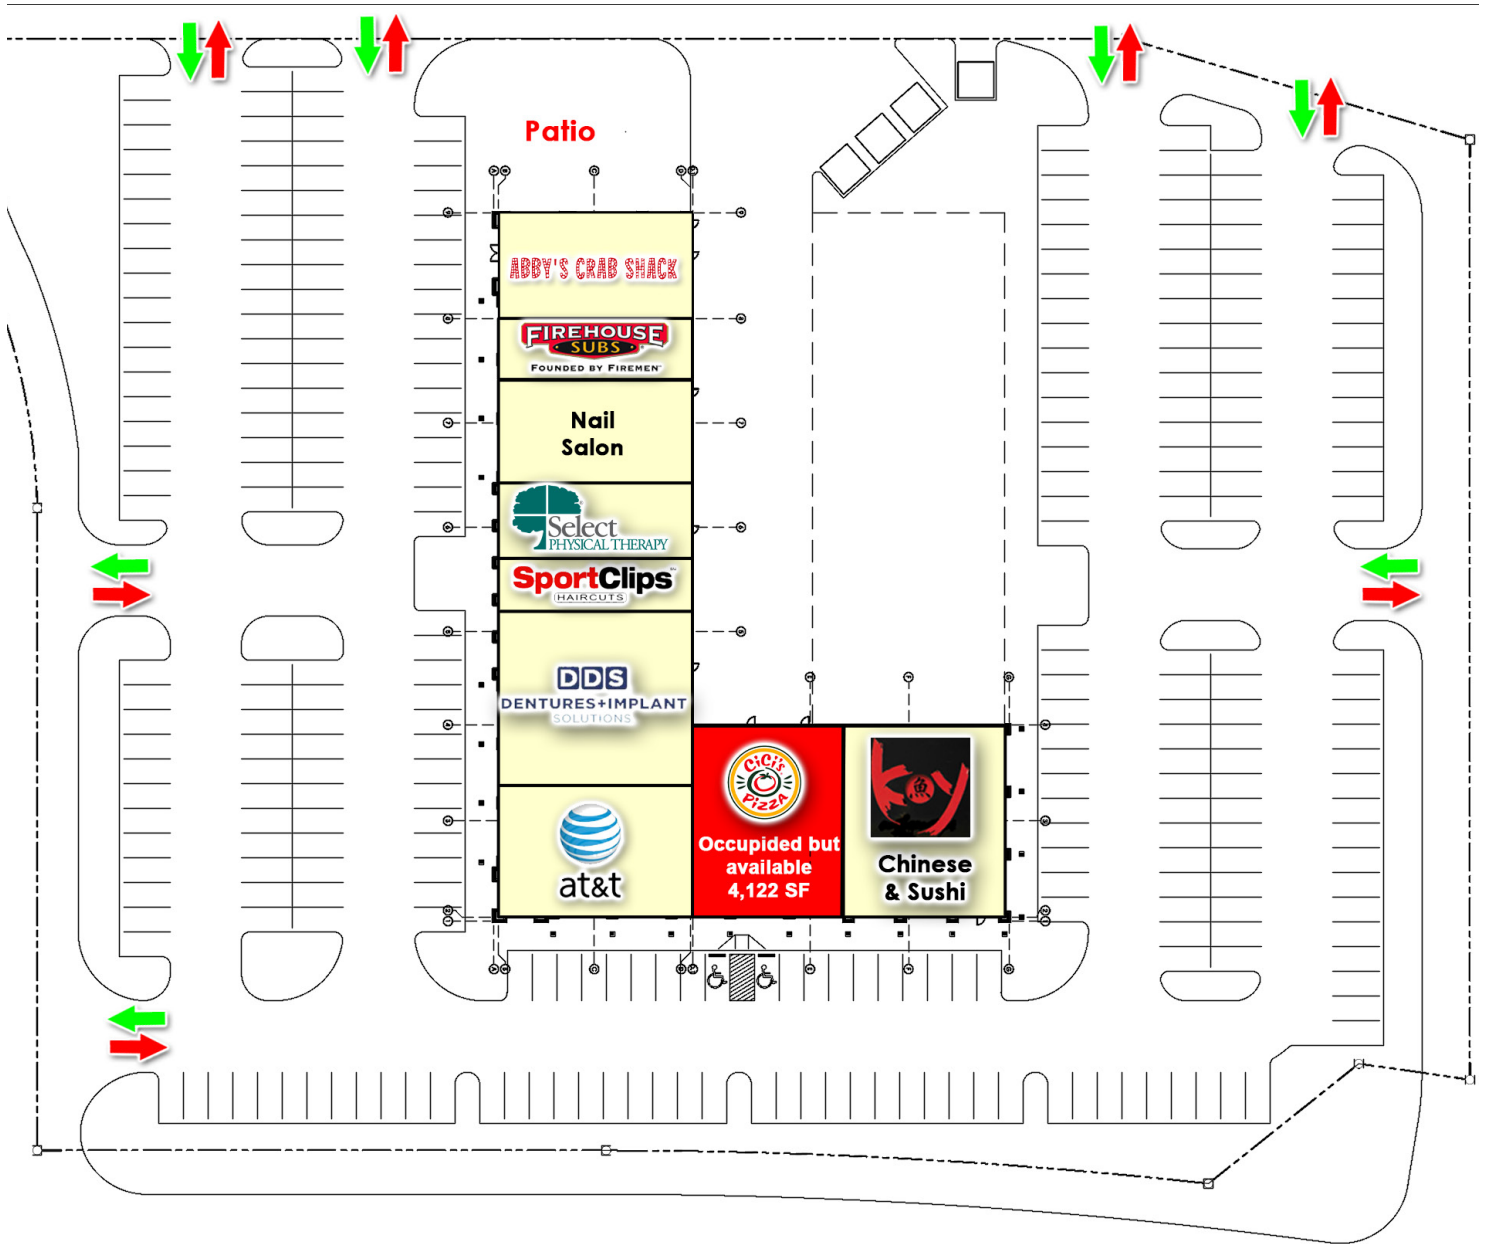 Patio
ABBY'S CRAB SHACK
FIREHOUSE
SUBS
FOUNDED BY FIREMEN
Nail
Salon
Select
PHYSICAL THERAPY
SportClips
HAIRCUTS
DDS
DENTURES+IMPLANT
SOLUTIONS
at&t
CiCi's
PiZZA
Occupided but
available
4,122 SF
魚
Chinese
& Sushi